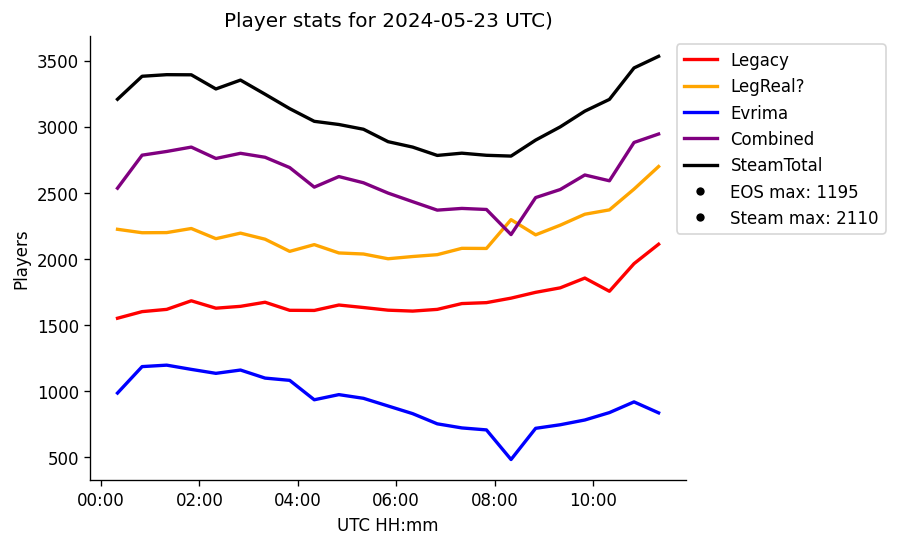 Player stats for 2024-05-23 UTC)
3500
3000
2500
2000
1500
1000
500
Players
00:00 02:00 04:00 06:00 08:00 10:00
UTC HH:mm
Legacy
LegReal?
Evrima
Combined
SteamTotal
EOS max: 1195
Steam max: 2110